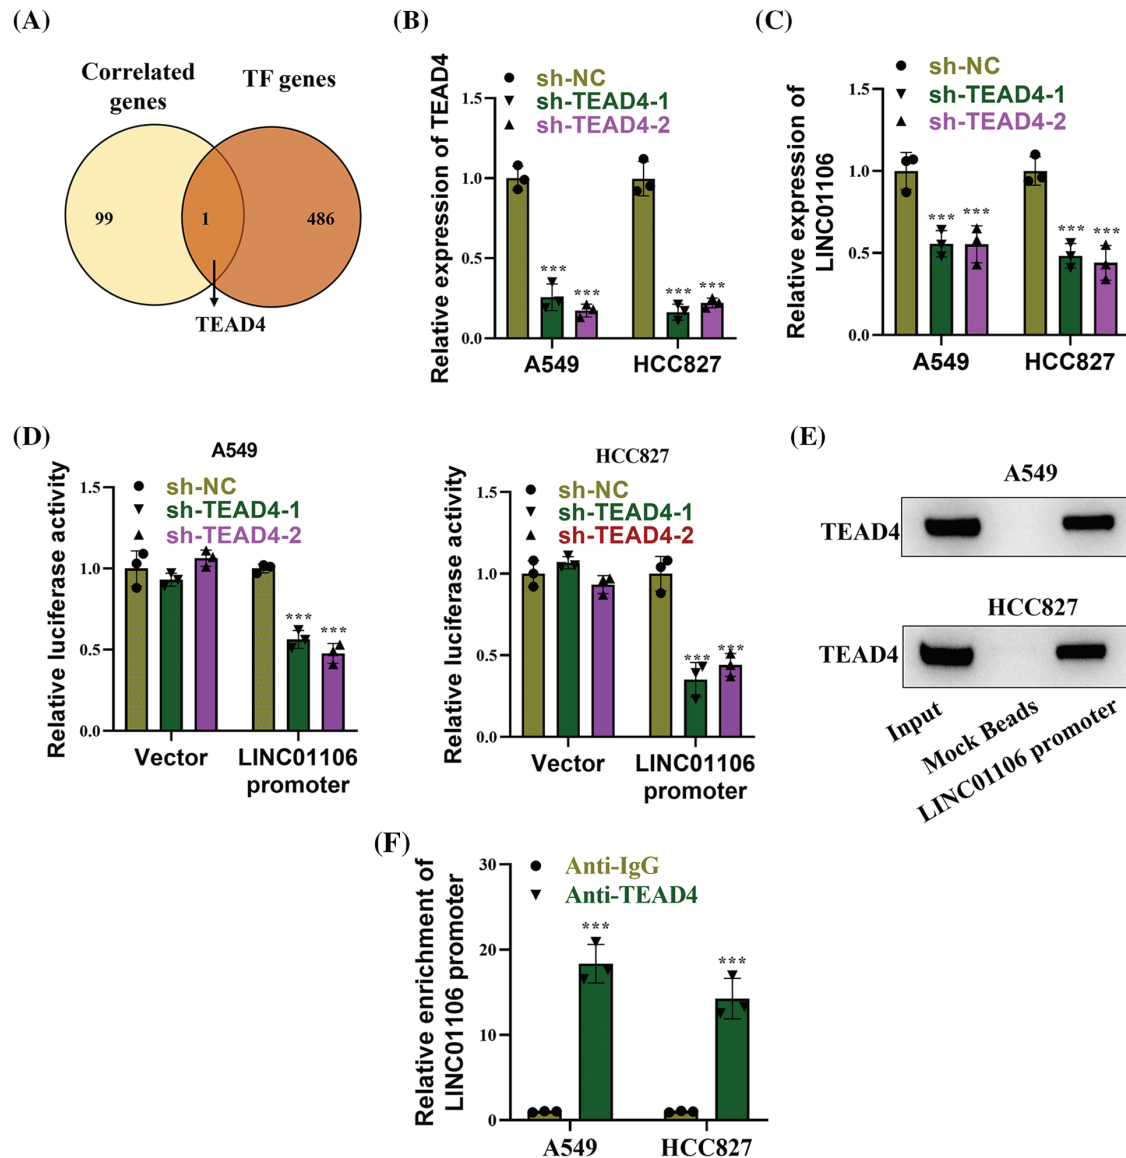 (A)
Correlated
genes
TF genes
99
1
486
TEAD4
(B)
Relative expression of TEAD4
sh-NC
sh-TEAD4-1
sh-TEAD4-2
1.5
1.0
0.5
0.0
***
***
***
***
A549
HCC827
(C)
Relative expression of
LINC01106
sh-NC
sh-TEAD4-1
sh-TEAD4-2
1.5
1.0
0.5
0.0
***
***
***
***
A549
HCC827
(D)
A549
Relative luciferase activity
sh-NC
sh-TEAD4-1
sh-TEAD4-2
1.5
1.0
0.5
0.0
***
***
Vector
LINC01106
promoter
HCC827
Relative luciferase activity
sh-NC
sh-TEAD4-1
sh-TEAD4-2
1.5
1.0
0.5
0.0
***
***
Vector
LINC01106
promoter
(E)
A549
TEAD4
HCC827
TEAD4
Input
Mock Beads
LINC01106 promoter
(F)
Relative enrichment of
LINC01106 promoter
Anti-IgG
Anti-TEAD4
30
20
10
0
***
***
A549
HCC827